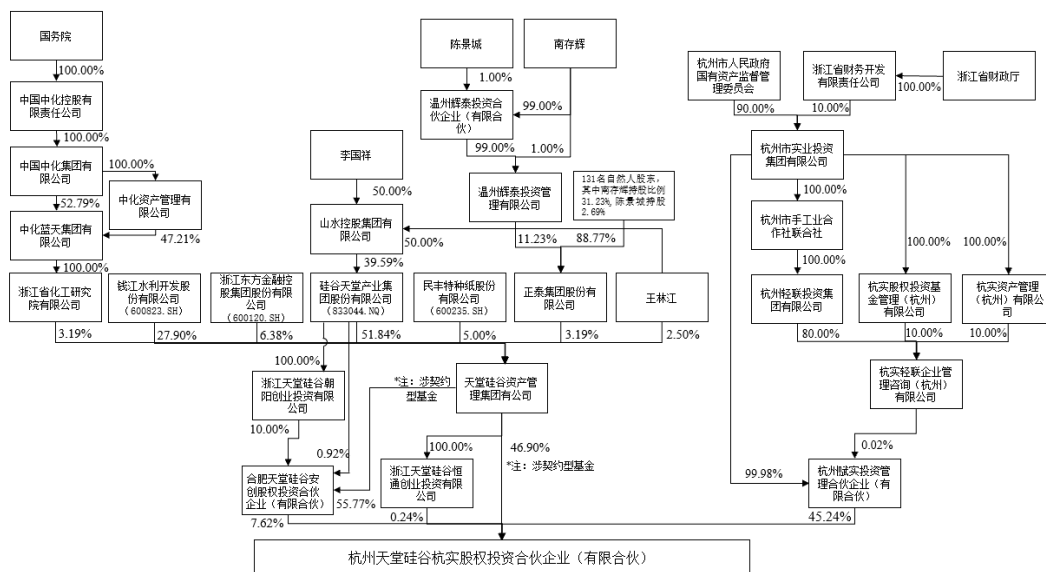 国务院
陈景城
南存辉
杭州市人民政府
国有资产监督管
理委员会
浙江省财务开发
有限责任公司
浙江省财政厅
100.00%
1.00%
99.00%
100.00%
90.00%
10.00%
中国中化控股有
限责任公司
温州辉泰投资合
伙企业（有限合
伙）
100.00%
99.00%
1.00%
杭州市实业投资
集团有限公司
中国中化集团有
限公司
100.00%
李国祥
温州辉泰投资管
理有限公司
131名自然人股东，
其中南存辉持股比例
31.23%，陈景城持股
2.69%
100.00%
52.79%
中化资产管理有
限公司
50.00%
杭州市手工业合
作社联合社
中化蓝天集团有
限公司
47.21%
山水控股集团有
限公司
50.00%
11.23%
88.77%
100.00%
100.00%
100.00%
100.00%
39.59%
浙江省化工研究
院有限公司
钱江水利开发股
份有限公司
(600823.SH)
浙江东方金融控
股集团股份有限
公司
(600120.SH)
硅谷天堂产业集
团股份有限公司
(833044.NQ)
民丰特种纸股份
有限公司
(600235.SH)
正泰集团股份有
限公司
王林江
杭州轻联投资集
团有限公司
杭实股权投资基
金管理（杭州）
有限公司
杭实资产管理
（杭州）有限公
司
3.19%
27.90%
6.38%
51.84%
5.00%
3.19%
2.50%
80.00%
10.00%
10.00%
100.00%
浙江天堂硅谷朝
阳创业投资有限
公司
*注：涉契约
型基金
天堂硅谷资产管
理集团有公司
杭实轻联企业管
理咨询（杭州）
有限公司
10.00%
0.92%
100.00%
46.90%
*注：涉契约型基金
0.02%
合肥天堂硅谷安
创股权投资合伙
企业（有限合伙）
55.77%
浙江天堂硅谷恒
通创业投资有限
公司
99.98%
杭州赋实投资管
理合伙企业（有
限合伙）
7.62%
0.24%
45.24%
杭州天堂硅谷杭实股权投资合伙企业（有限合伙）